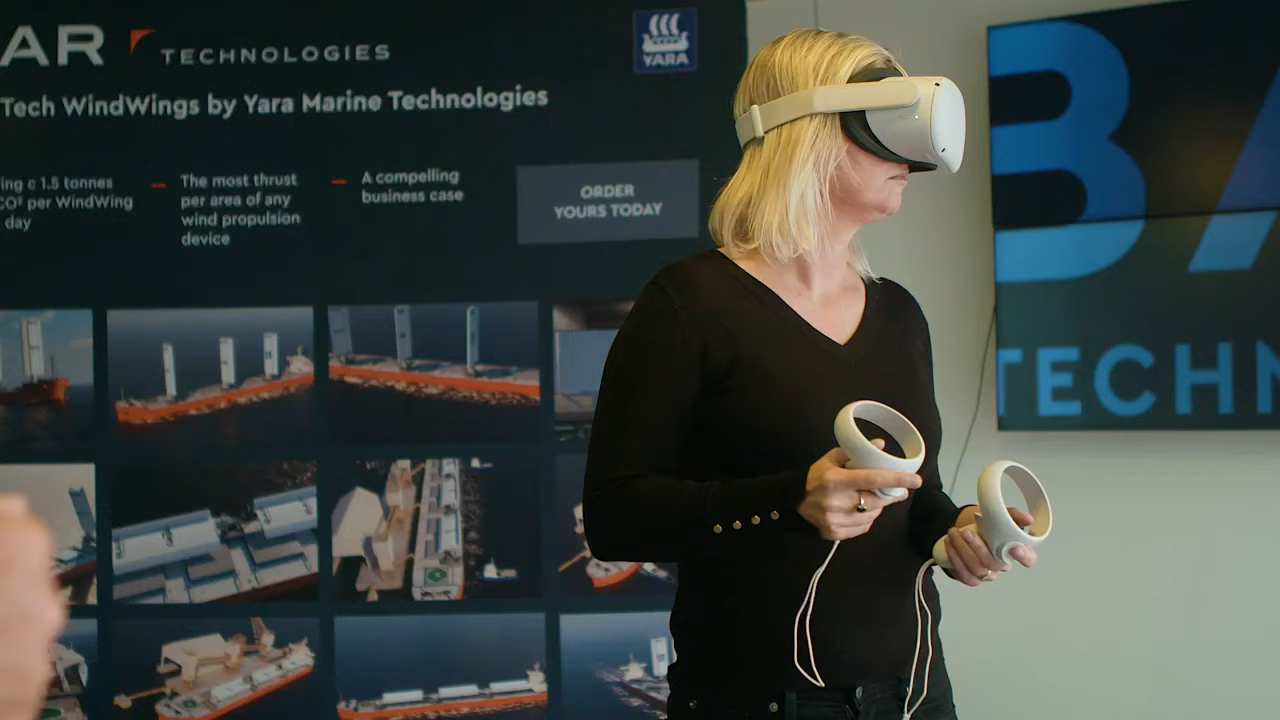 AR TECHNOLOGIES
YARA
Tech WindWings by Yara Marine Technologies
ing c 1.5 tonnes
CO² per WindWing
day
The most thrust
per area of any
wind propulsion
device
A compelling
business case
ORDER
YOURS TODAY
BA
TECHN